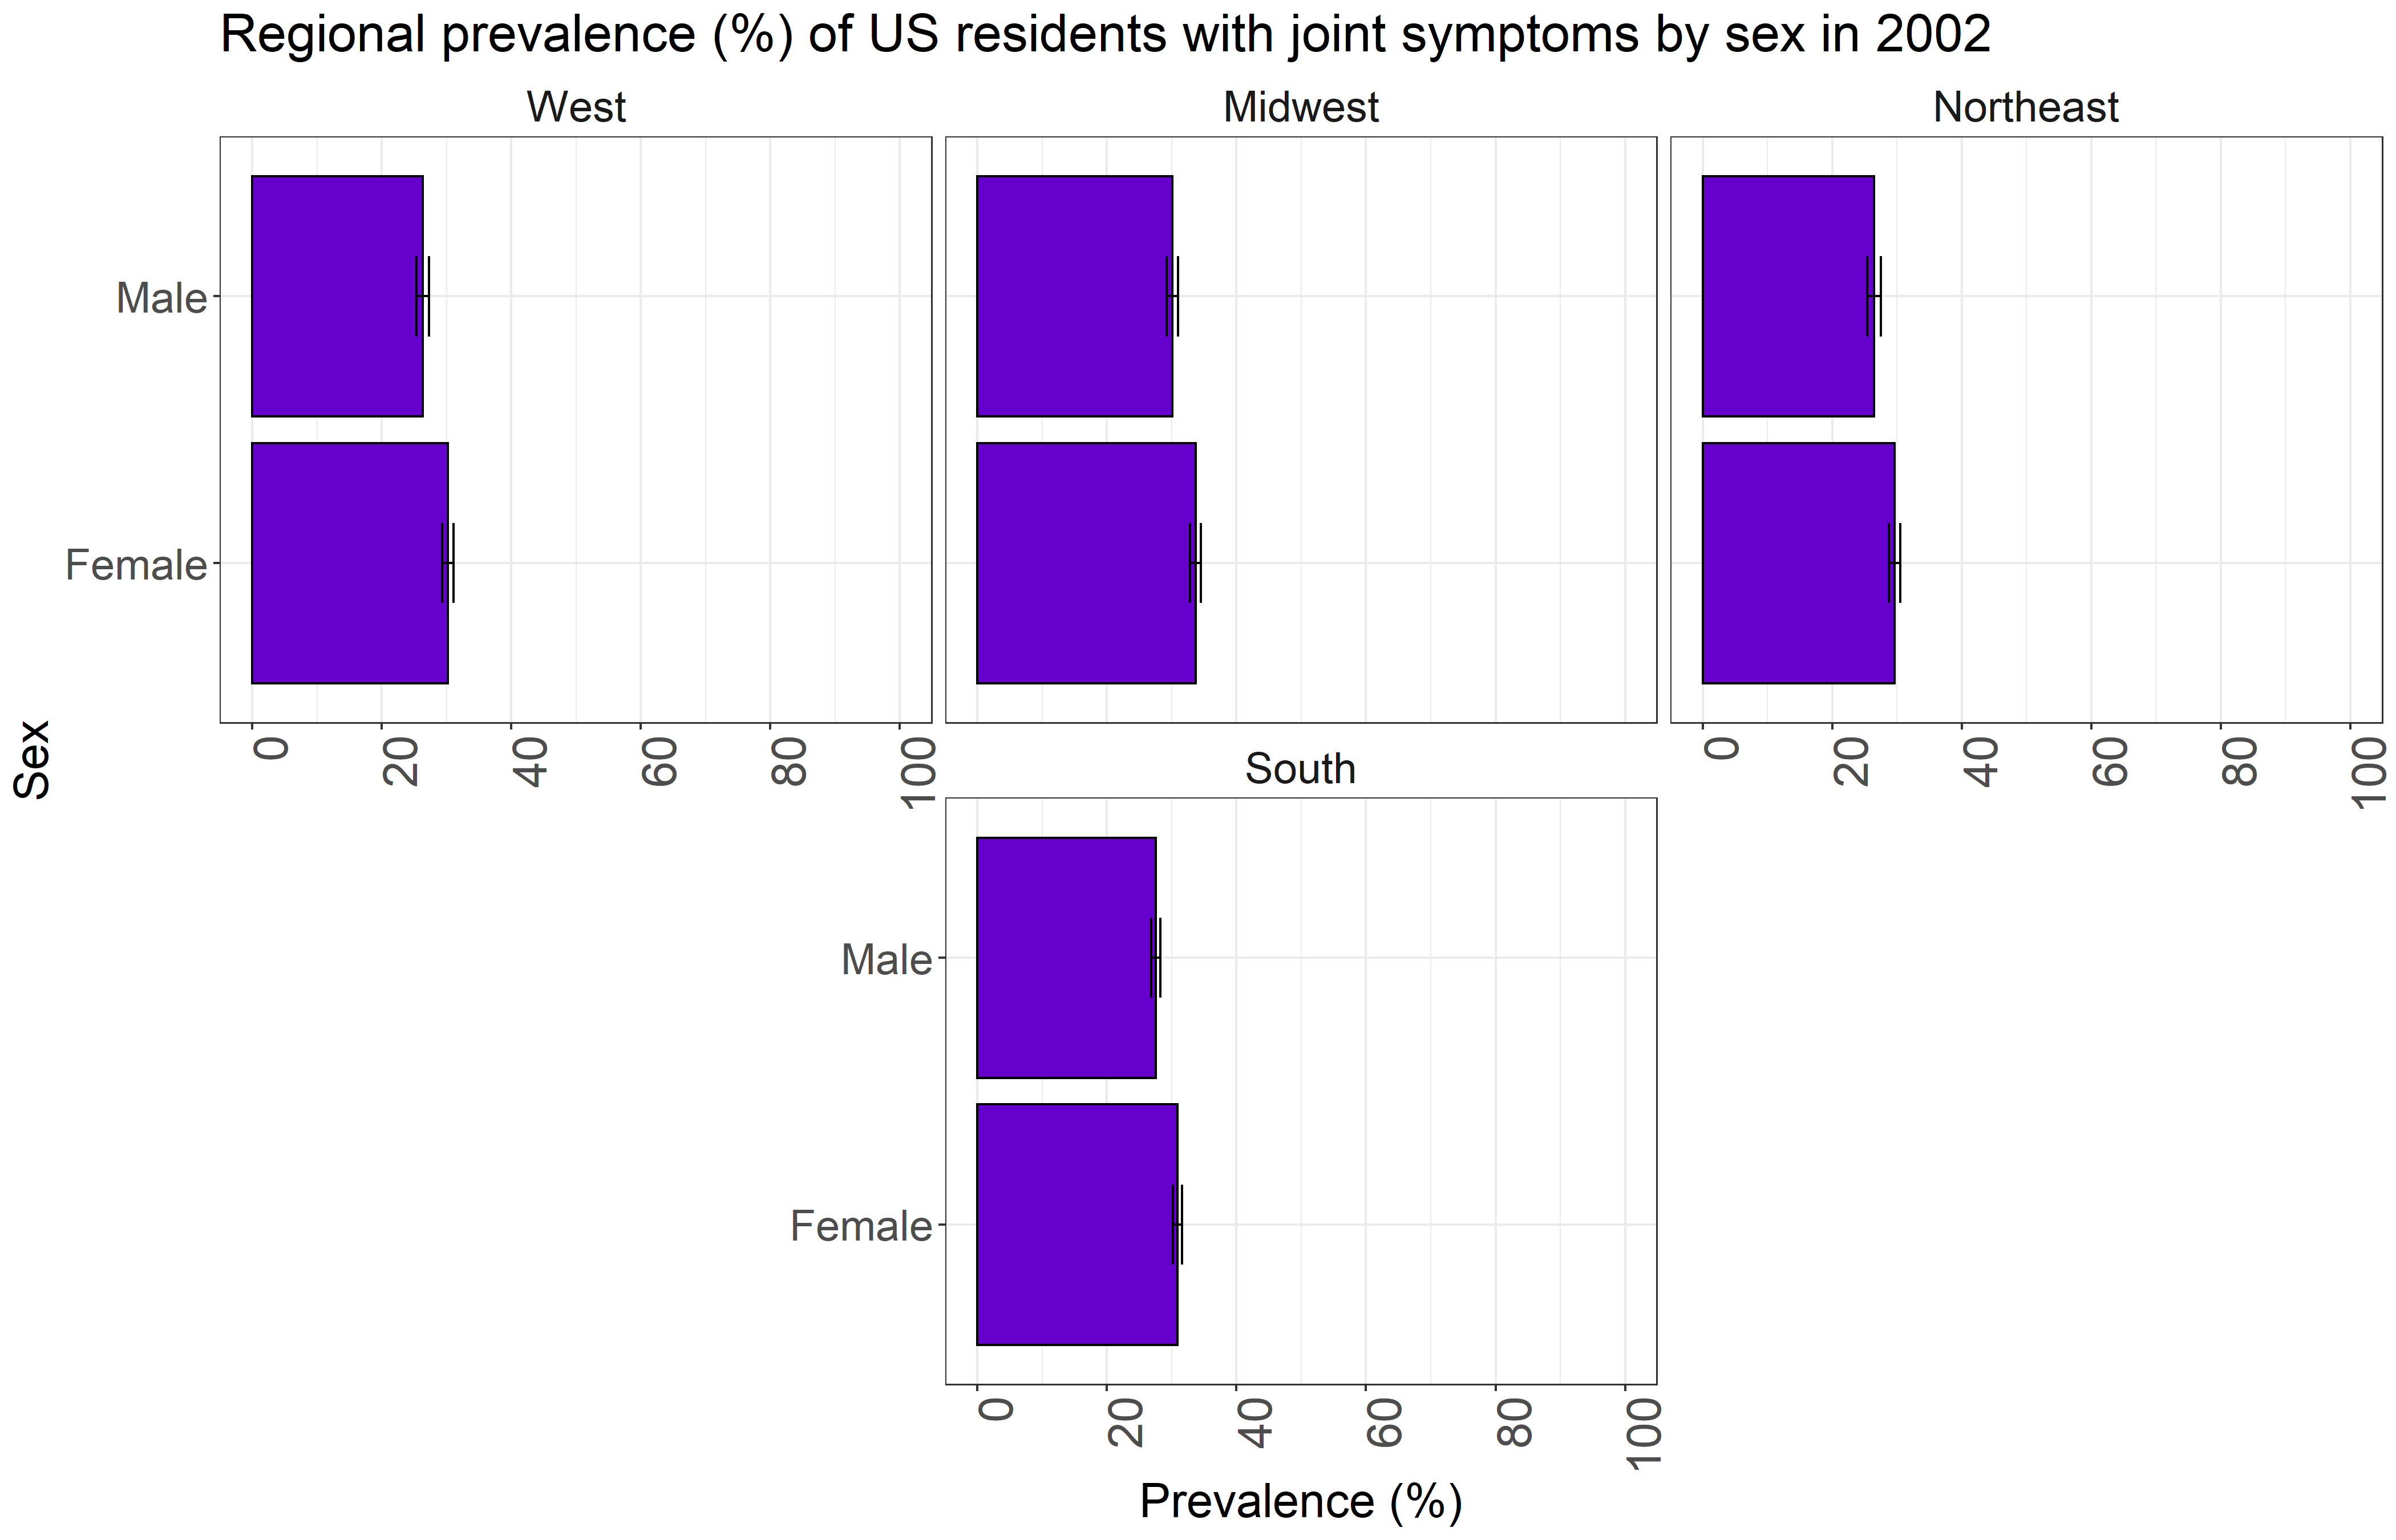 Regional prevalence (%) of US residents with joint symptoms by sex in 2002
West
Midwest
Northeast
Male
Female
0 20 40 60 80 100
0 20 40 60 80 100
Sex
South
Male
Female
0 20 40 60 80 100
Prevalence (%)